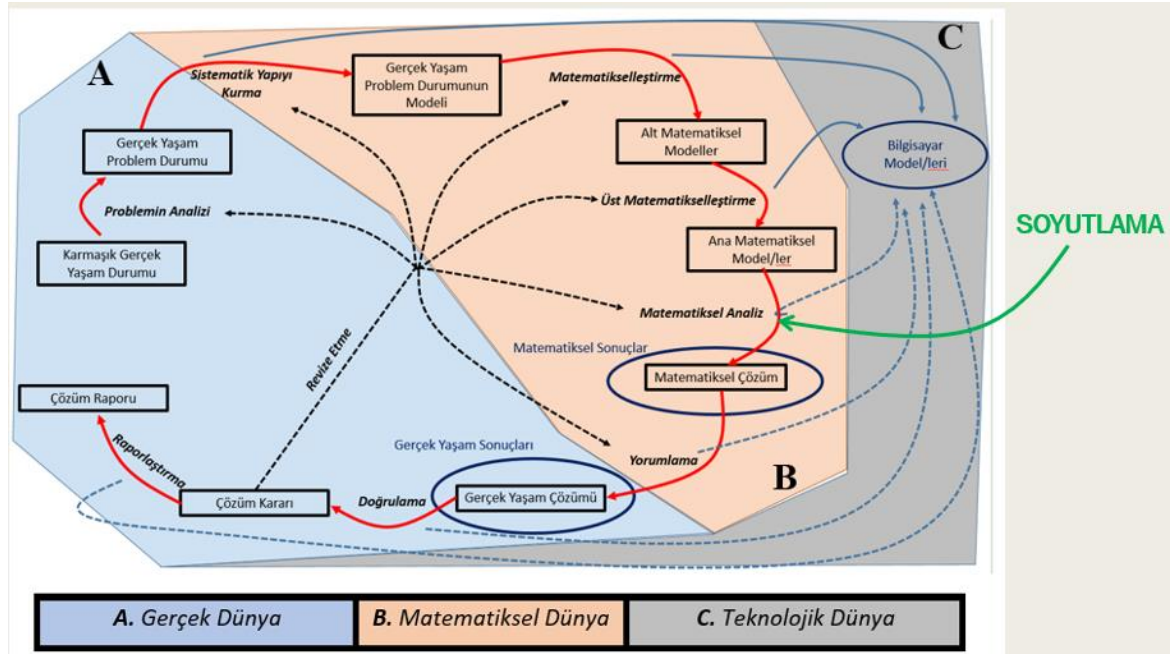 A
C
Sistematik Yapıyı
Kurma
Gerçek Yaşam
Problem Durumunun
Modeli
Matematikselleştirme
Gerçek Yaşam
Problem Durumu
Alt Matematiksel
Modeller
Bilgisayar
Model/leri
Problemin Analizi
Üst Matematikselleştirme
SOYUTLAMA
Karmaşık Gerçek
Yaşam Durumu
Ana Matematiksel
Model/ler
Matematiksel Analiz
Matematiksel Sonuçlar
Revize Etme
Matematiksel Çözüm
Çözüm Raporu
Gerçek Yaşam Sonuçları
Yorumlama
B
Raporlaştırma
Çözüm Kararı
Doğrulama
Gerçek Yaşam Çözümü
A. Gerçek Dünya
B. Matematiksel Dünya
C. Teknolojik Dünya